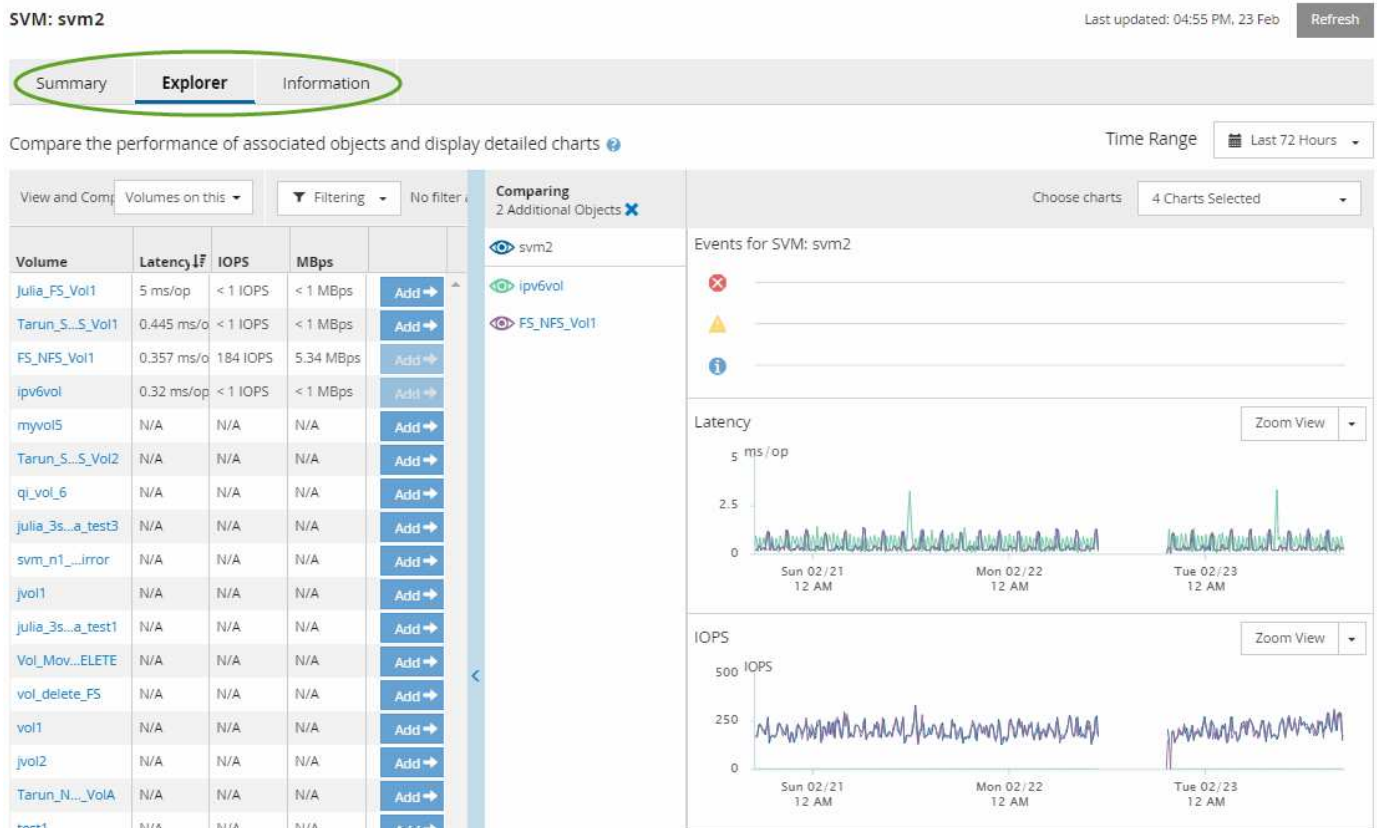 SVM: svm2
Last updated: 04:55 PM, 23 Feb Refresh
Summary Explorer Information
Compare the performance of associated objects and display detailed charts ?
Time Range Last 72 Hours
View and Comp Volumes on this Filtering No filter
Volume Latency IOPS MBps
Julia_FS_Vol1 5 ms/op < 1 IOPS < 1 MBps Add
Tarun_S...S_Vol1 0.445 ms/o < 1 IOPS < 1 MBps Add
FS_NFS_Vol1 0.357 ms/o 184 IOPS 5.34 MBps Add
ipv6vol 0.32 ms/op < 1 IOPS < 1 MBps Add
myvol5 N/A N/A N/A Add
Tarun_S...S_Vol2 N/A N/A N/A Add
qi_vol_6 N/A N/A N/A Add
julia_3s...a_test3 N/A N/A N/A Add
svm_n1_...irror N/A N/A N/A Add
jvol1 N/A N/A N/A Add
julia_3s...a_test1 N/A N/A N/A Add
Vol_Mov...ELETE N/A N/A N/A Add
vol_delete_FS N/A N/A N/A Add
vol1 N/A N/A N/A Add
jvol2 N/A N/A N/A Add
Tarun_N..._VolA N/A N/A N/A Add
test1 N/A N/A N/A
Comparing
2 Additional Objects
svm2
ipv6vol
FS_NFS_Vol1
Choose charts 4 Charts Selected
Events for SVM: svm2
Latency Zoom View
5 ms/op
2.5
0
Sun 02/21 Mon 02/22 Tue 02/23
12 AM 12 AM 12 AM
IOPS Zoom View
500 IOPS
250
0
Sun 02/21 Mon 02/22 Tue 02/23
12 AM 12 AM 12 AM